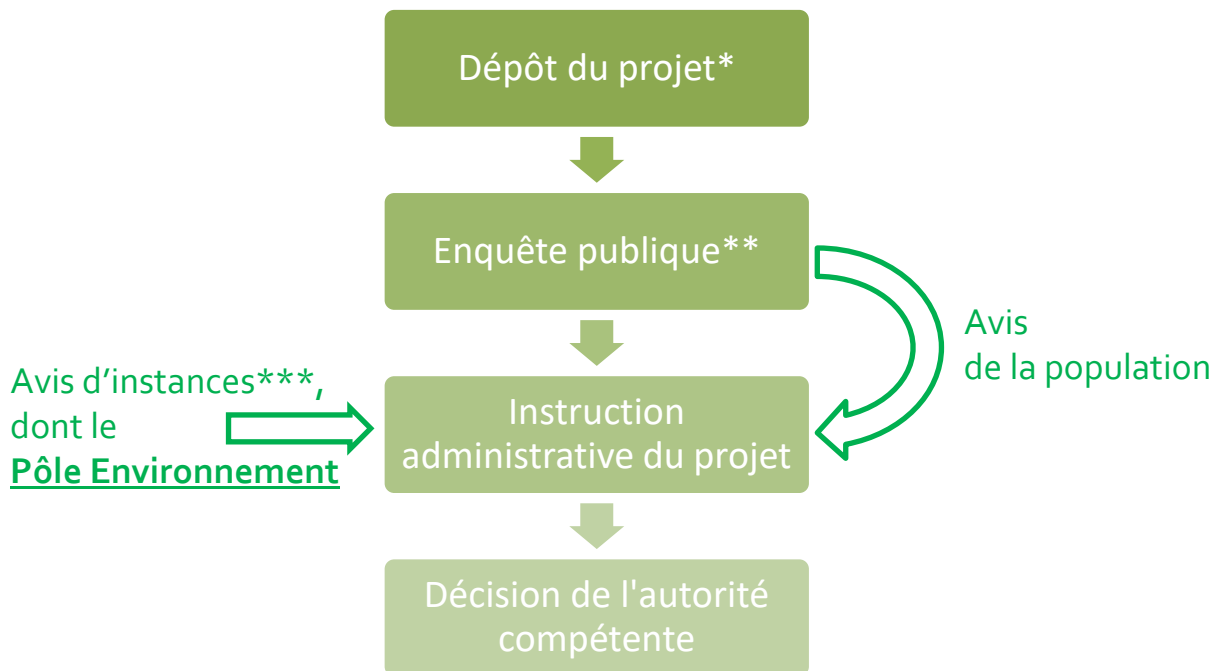 Dépôt du projet*
Enquête publique**
Avis
de la population
Avis d’instances***,
dont le
Pôle Environnement
Instruction
administrative du projet
Décision de l'autorité
compétente